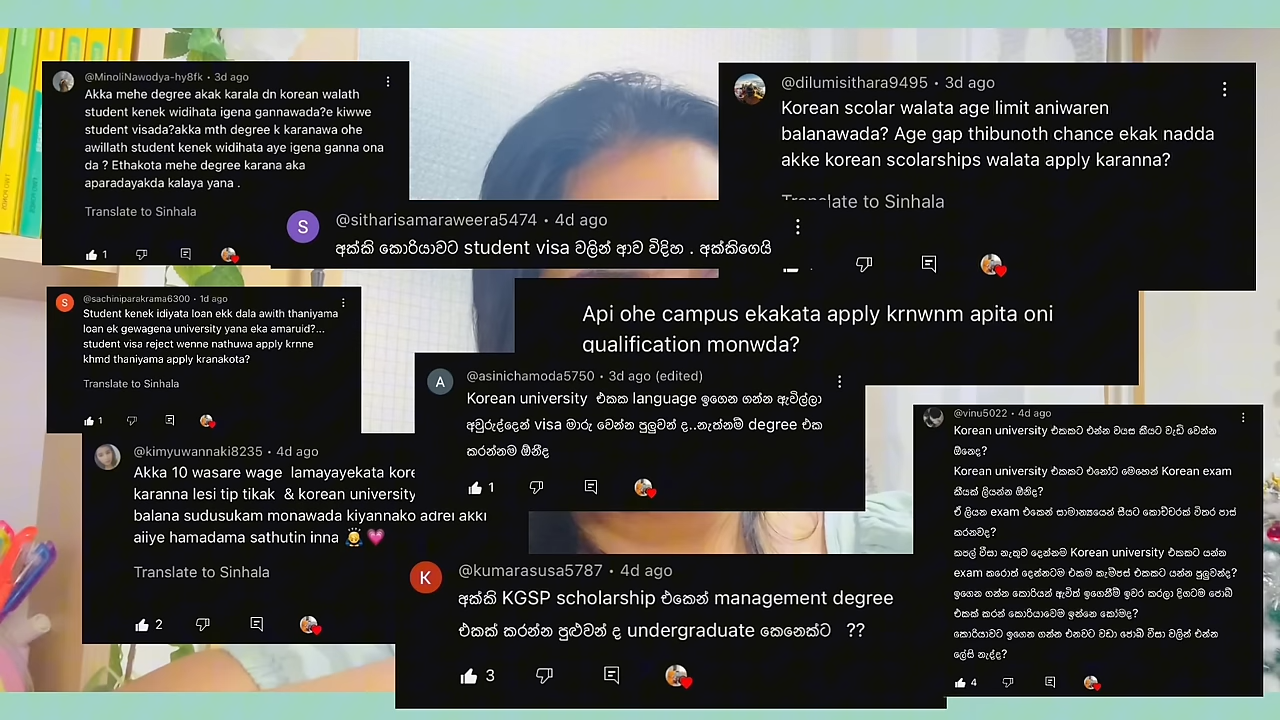 @MinoliNawodya-hy8fk • 3d ago
Akka mehe degree akak karala dn korean walath
student kenek widihata igena gannawada?e kiwwe
student visada?akka mth degree k karanawa ohe
awillath student kenek widihata aye igena ganna ona
da ? Ethakota mehe degree karana aka
aparadayakda kalaya yana .
Translate to Sinhala
1
@dilumisithara9495 • 3d ago
Korean scolar walata age limit aniwaren
balanawada? Age gap thibunoth chance ekak nadda
akke korean scolarships walata apply karanna?
Translate to Sinhala
S
@sitharisamaraweera5474 • 4d ago
අක්කි කොරියාවට student visa වලින් ආව විදිහ . අක්කිගෙයි
S
@sachiniparakrama6300 • 1d ago
Student kenek idiyata loan ekk dala awith thaniyama
loan ek gewagena university yana eka amaruid?...
student visa reject wenne nathuwa apply krnne
khmd thaniyama apply kranakota?
Translate to Sinhala
1
Api ohe campus ekakata apply krnwnm apita oni
qualification monwda?
A
@asinichamoda5750 • 3d ago (edited)
Korean university එකක language ඉගෙන ගන්න ඇවිල්ලා
අවුරුද්දෙන් visa මාරු වෙන්න පුලුවන් ද..නැත්නම් degree එක
කරන්නම ඕනීද
1
@kimyuwannaki8235 • 4d ago
Akka 10 wasare wage lamayayekata kore
karanna lesi tip tikak & korean university
balana sudusukam monawada kiyannako adrei akki
aiiye hamadama sathutin inna 🙇💗
Translate to Sinhala
2
K
@kumarasusa5787 • 4d ago
අක්කි KGSP scholarship එකෙන් management degree
එකක් කරන්න පුළුවන් ද undergraduate කෙනෙක්ට ??
3
@vinu5022 • 4d ago
Korean university එකකට එන්න වයස කීයට වැඩි වෙන්න
ඕනෙද?
Korean university එකකට එනෝට මෙහෙන් Korean exam
කීයක් ලියන්න ඕනිද?
ඒ ලියන exam එකෙන් සාමාන්‍යයෙන් සීයට කොච්චරක් විතර පාස්
කරනවද?
කපල් වීසා නැතුව දෙන්නම Korean university එකකට යන්න
exam කරොත් දෙන්නටම එකම කැම්පස් එකකට යන්න පුලුවන්ද?
ඉගෙන ගන්න කොරියන් ඇවිත් ඉගෙනීම් ඉවර කරලා දිගටම ජොබ්
එකක් කරන් කොරියාවෙම ඉන්නෙ කෝමද?
කොරියාවට ඉගෙන ගන්න එනවට වඩා ජොබ් වීසා වලින් එන්න
ලේසි නැද්ද?
4